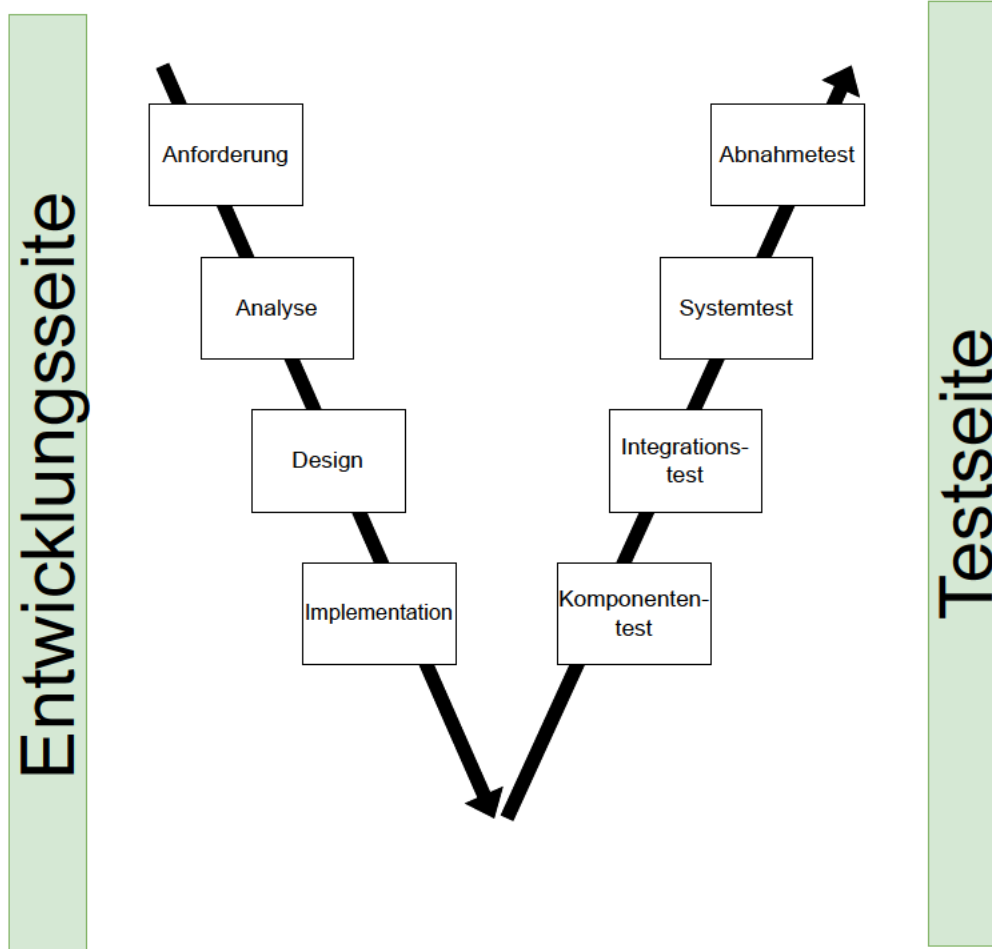 Entwicklungsseite
Anforderung
Analyse
Design
Implementation
Abnahmetest
Systemtest
Integrations-
test
Komponenten-
test
Testseite